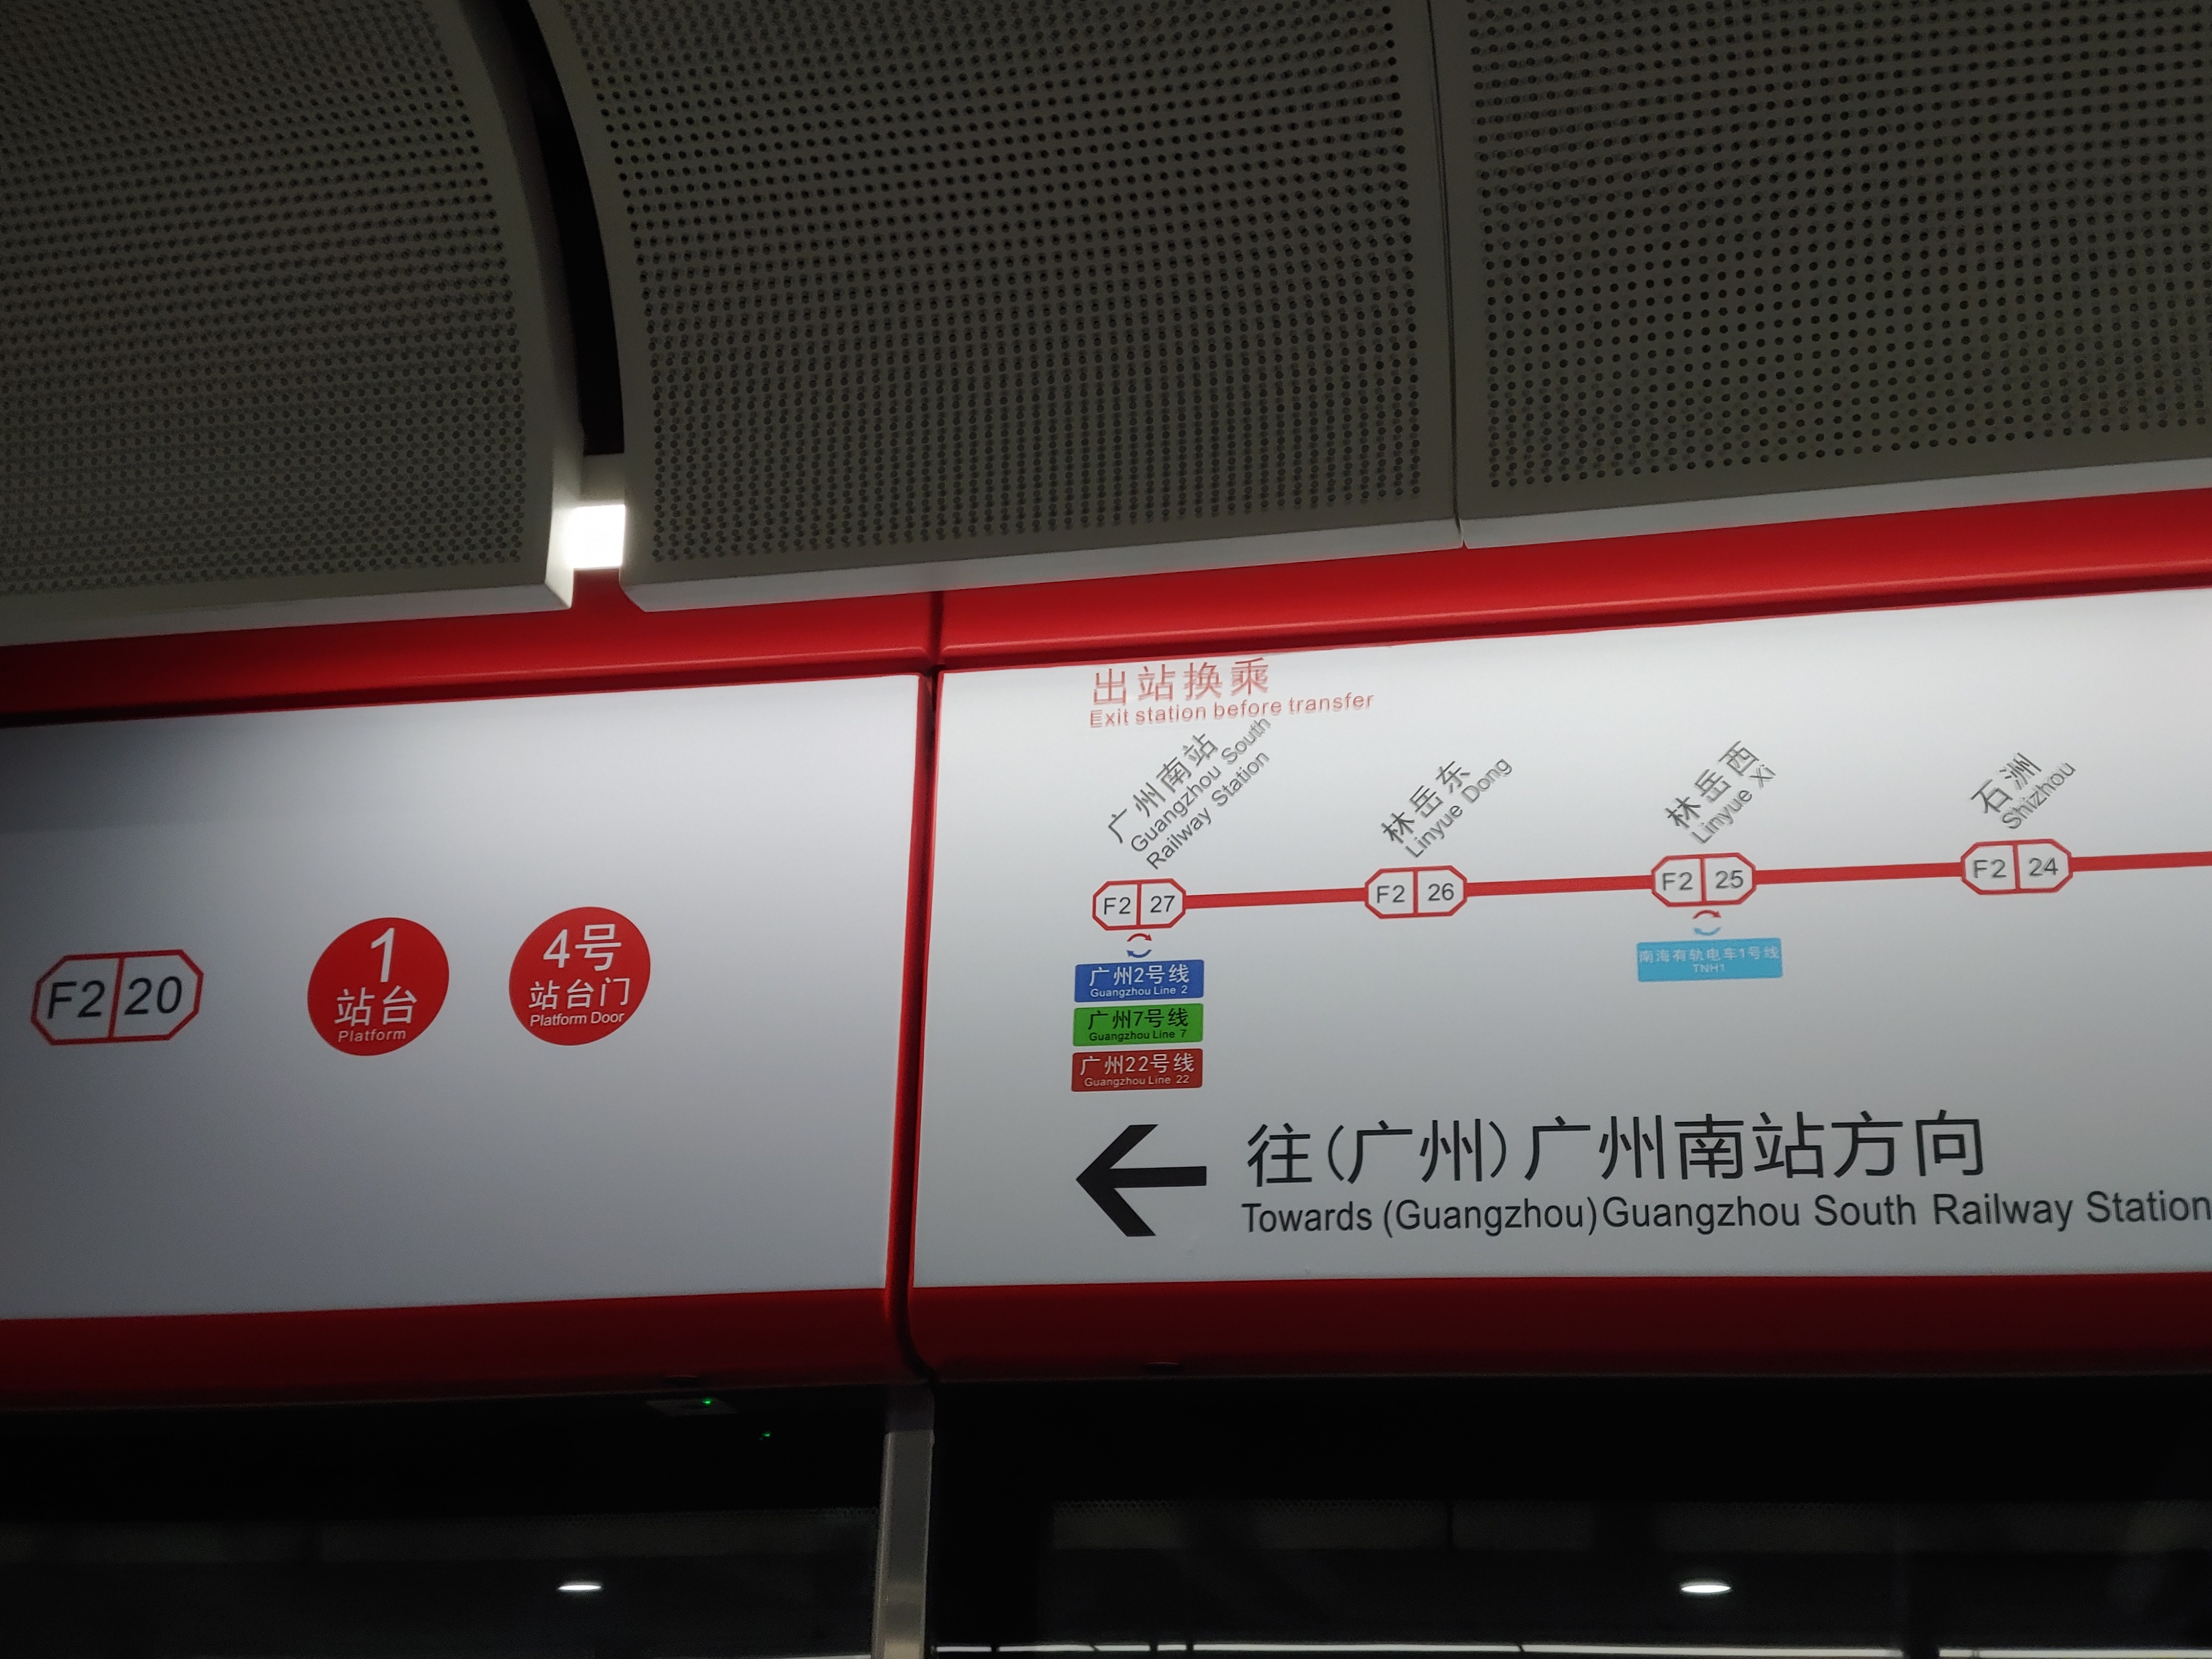 F2 20
1
站台
Platform
4号
站台门
Platform Door
出站换乘
Exit station before transfer
广州南站
Guangzhou South
Railway Station
林岳东
Linyue Dong
林岳西
Linyue Xi
石洲
Shizhou
F2 27
F2 26
F2 25
F2 24
广州2号线
Guangzhou Line 2
广州7号线
Guangzhou Line 7
广州22号线
Guangzhou Line 22
南海有轨电车1号线
TNH1
往(广州)广州南站方向
Towards (Guangzhou)Guangzhou South Railway Station